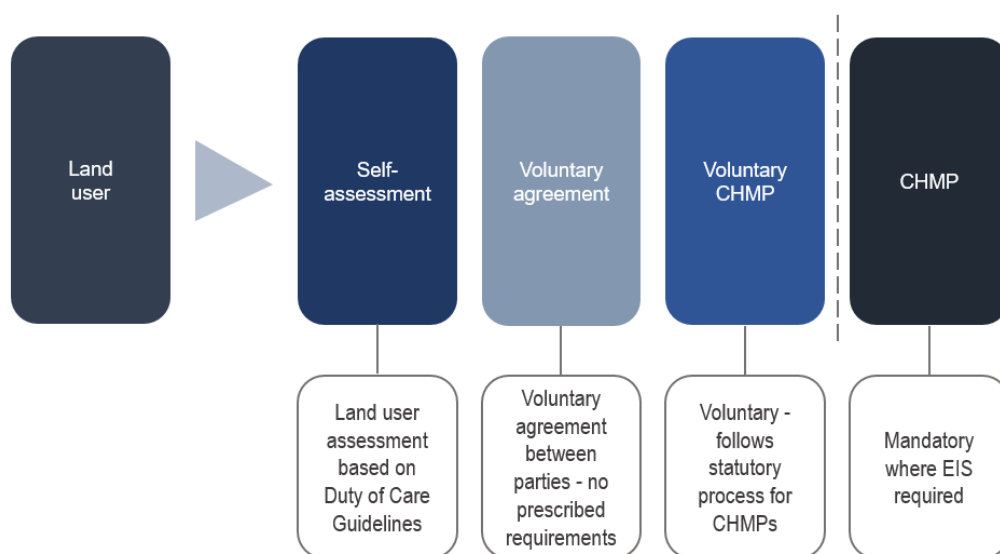 Land
user
Self-
assessment
Voluntary
agreement
Voluntary
CHMP
CHMP
Land user
assessment
based on
Duty of Care
Guidelines
Voluntary
agreement
between
parties - no
prescribed
requirements
Voluntary -
follows
statutory
process for
CHMPs
Mandatory
where EIS
required